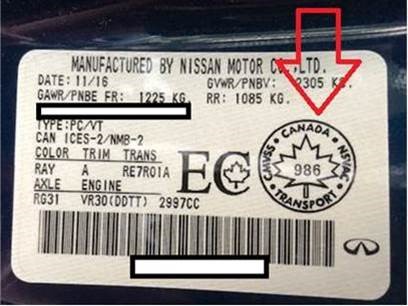 MANUFACTURED BY NISSAN MOTOR CO.,LTD.
DATE: 11/16 GVWR/PNBV: 2305 KG.
GAWR/PNBE FR: 1225 KG. RR: 1085 KG.
TYPE:PC/VT
CAN ICES-2/NMB-2
COLOR TRIM TRANS
RAY A RE7R01A
AXLE ENGINE
RG31 VR30(DDTT) 2997CC
EC
CANADA
CMVSS NSVAC
986
TRANSPORT